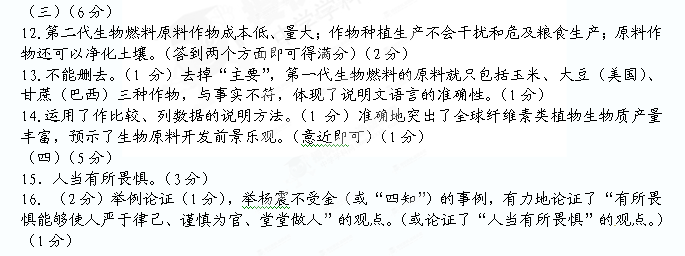 (三)(6分)
12.第二代生物燃料原料作物成本低、量大；作物种植生产不会干扰和危及粮食生产；原料作
物还可以净化土壤。（答到两个方面即可得满分）（2分）
13.不能删去。（1 分）去掉“主要”，第一代生物燃料的原料就只包括玉米、大豆（美国）、
甘蔗（巴西）三种作物，与事实不符，体现了说明文语言的准确性。（1分）
14.运用了作比较、列数据的说明方法。（1 分）准确地突出了全球纤维素类植物生物质产量
丰富，预示了生物原料开发前景乐观。（意近即可）（1分）
（四）（5分）
15．人当有所畏惧。（3分）
16．（2分）举例论证（1分），举杨震不受金（或“四知”）的事例，有力地论证了“有所畏
惧能够使人严于律己、谨慎为官、堂堂做人”的观点。（或论证了“人当有所畏惧”的观点。）
（1分）